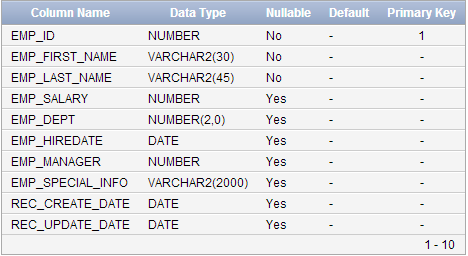 Column Name Data Type Nullable Default Primary Key
EMP_ID NUMBER No - 1
EMP_FIRST_NAME VARCHAR2(30) No - -
EMP_LAST_NAME VARCHAR2(45) No - -
EMP_SALARY NUMBER Yes - -
EMP_DEPT NUMBER(2,0) Yes - -
EMP_HIREDATE DATE Yes - -
EMP_MANAGER NUMBER Yes - -
EMP_SPECIAL_INFO VARCHAR2(2000) Yes - -
REC_CREATE_DATE DATE Yes - -
REC_UPDATE_DATE DATE Yes - -
1 - 10